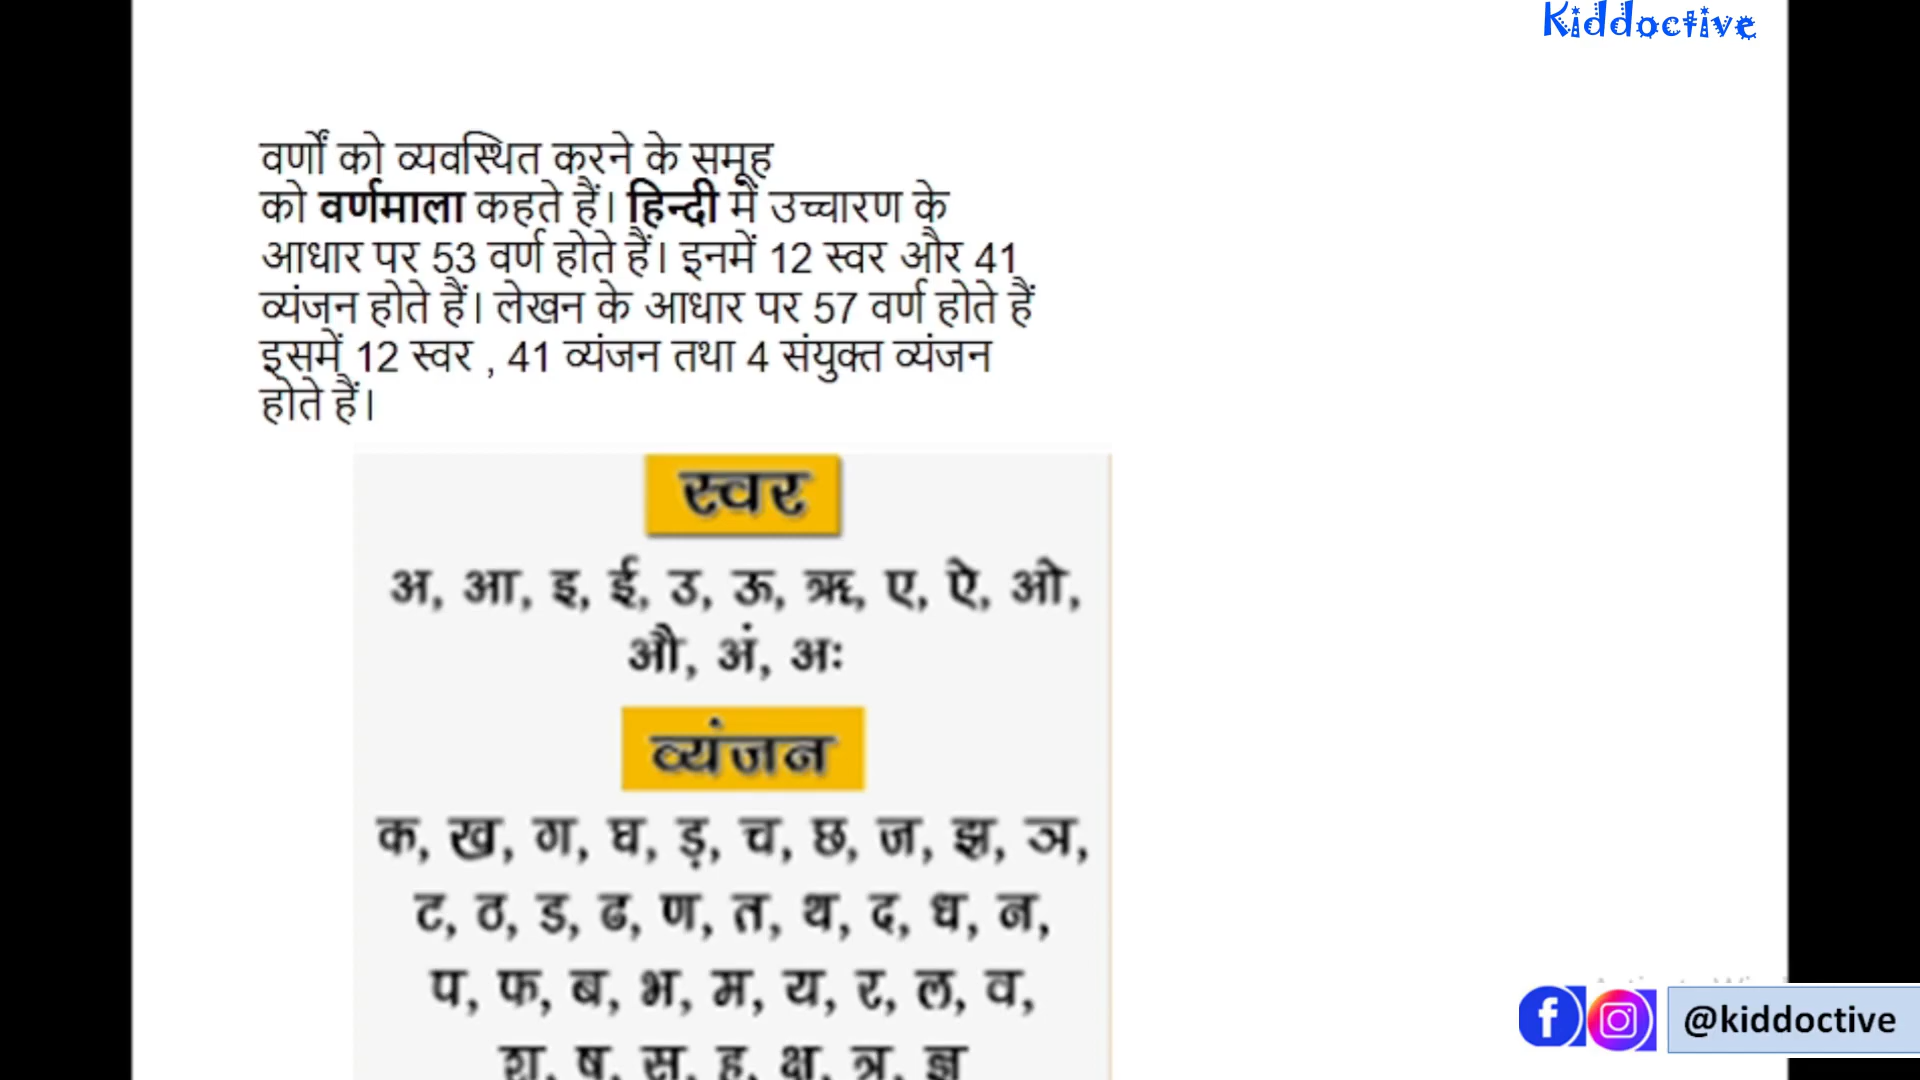 Kiddoctive
वर्णों को व्यवस्थित करने के समूह
को वर्णमाला कहते हैं। हिन्दी में उच्चारण के
आधार पर 53 वर्ण होते हैं। इनमें 12 स्वर और 41
व्यंजन होते हैं। लेखन के आधार पर 57 वर्ण होते हैं
इसमें 12 स्वर , 41 व्यंजन तथा 4 संयुक्त व्यंजन
होते हैं।
स्वर
अ, आ, इ, ई, उ, ऊ, ऋ, ए, ऐ, ओ,
औ, अं, अः
व्यंजन
क, ख, ग, घ, ड़, च, छ, ज, झ, ञ,
ट, ठ, ड, ढ, ण, त, थ, द, ध, न,
प, फ, ब, भ, म, य, र, ल, व,
श, ष, स, ह, क्ष, त्र, ज्ञ
@kiddoctive